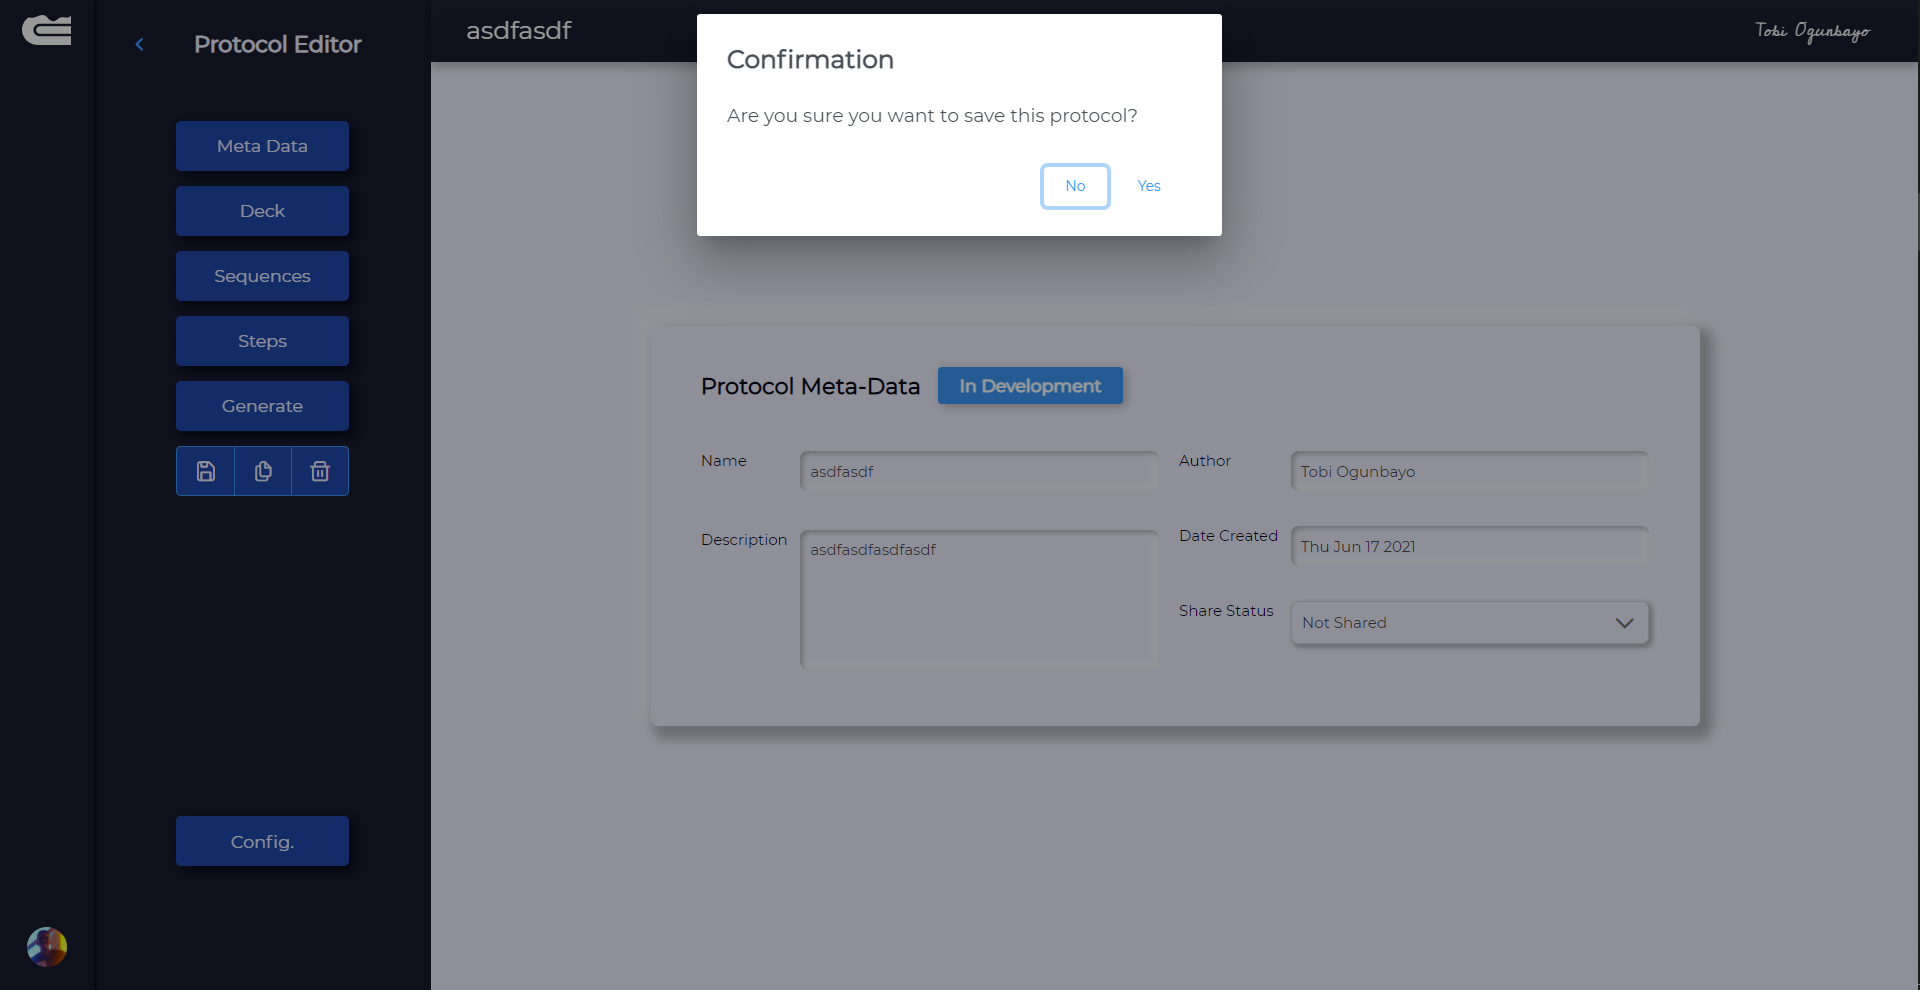 Protocol Editor
Meta Data
Deck
Sequences
Steps
Generate
Config.
asdfasdf
Tobi Ogunbayo
Confirmation
Are you sure you want to save this protocol?
No
Yes
Protocol Meta-Data
In Development
Name
asdfasdf
Author
Tobi Ogunbayo
Description
asdfasdfasdfasdf
Date Created
Thu Jun 17 2021
Share Status
Not Shared